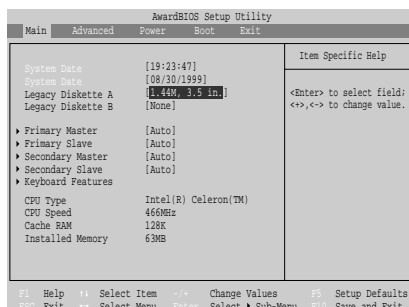 AwardBIOS Setup Utility
Main Advanced Power Boot Exit
Item Specific Help
System Date [19:23:47]
System Date [08/30/1999]
Legacy Diskette A [1.44M, 3.5 in.]
Legacy Diskette B [None]
<Enter> to select field;
<+>,<-> to change value.
Primary Master [Auto]
Primary Slave [Auto]
Secondary Master [Auto]
Secondary Slave [Auto]
Keyboard Features
CPU Type Intel(R) Celeron(TM)
CPU Speed 466MHz
Cache RAM 128K
Installed Memory 63MB
F1 Help ↑↓ Select Item -/+ Change Values F5 Setup Defaults
ESC Exit Select Menu Enter Select ▸ Sub-Menu F10 Save and Exit